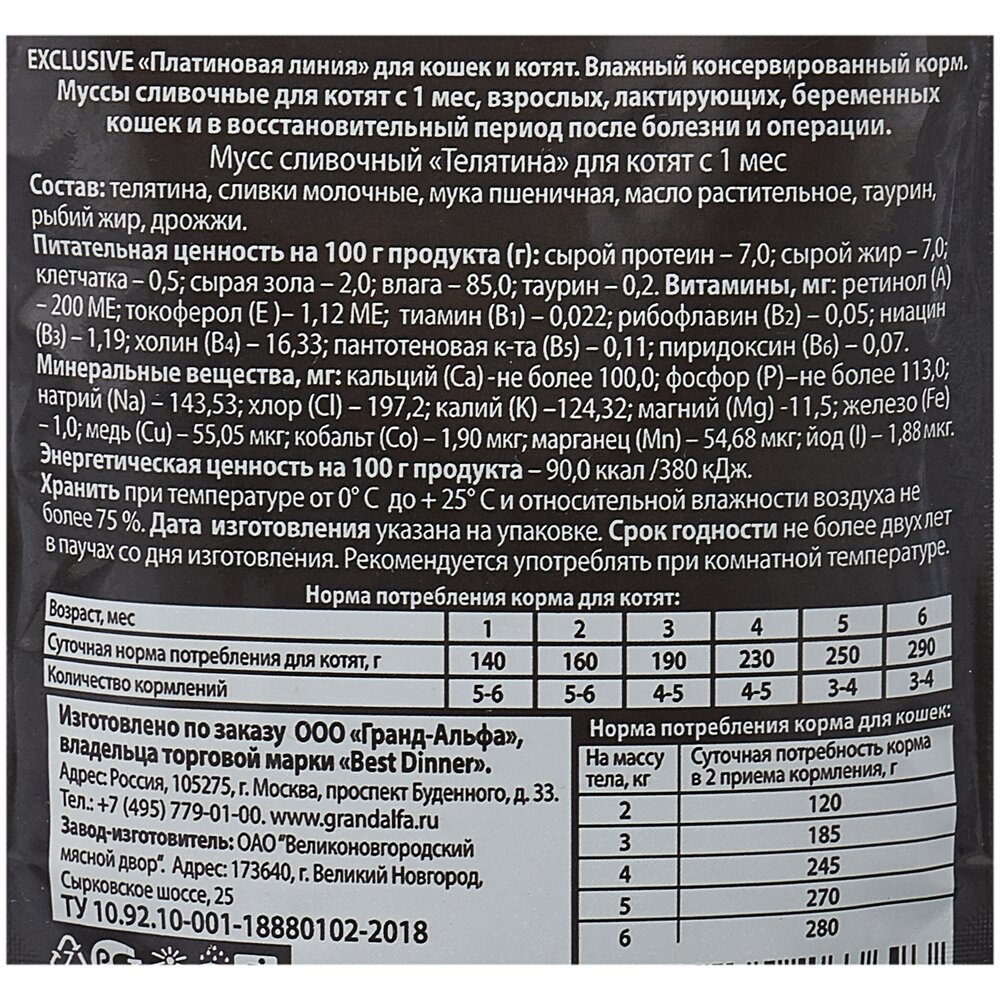 EXCLUSIVE «Платиновая линия» для кошек и котят. Влажный консервированный корм.
Муссы сливочные для котят с 1 мес, взрослых, лактирующих, беременных
кошек и в восстановительный период после болезни и операции.
Мусс сливочный «Телятина» для котят с 1 мес
Состав: телятина, сливки молочные, мука пшеничная, масло растительное, таурин,
рыбий жир, дрожжи.
Питательная ценность на 100 г продукта (г): сырой протеин – 7,0; сырой жир – 7,0;
клетчатка – 0,5; сырая зола – 2,0; влага – 85,0; таурин – 0,2. Витамины, мг: ретинол (А)
– 200 МЕ; токоферол (Е )– 1,12 МЕ; тиамин (В1) – 0,022; рибофлавин (В2) – 0,05; ниацин
(В3) – 1,19; холин (В4) – 16,33; пантотеновая к-та (В5) – 0,11; пиридоксин (В6) – 0,07.
Минеральные вещества, мг: кальций (Са) -не более 100,0; фосфор (Р)–не более 113,0;
натрий (Na) – 143,53; хлор (Cl) – 197,2; калий (К) –124,32; магний (Mg) -11,5; железо (Fe)
– 1,0; медь (Cu) – 55,05 мкг; кобальт (Co) – 1,90 мкг; марганец (Mn) – 54,68 мкг; йод (I) – 1,88 мкг.
Энергетическая ценность на 100 г продукта – 90,0 ккал /380 кДж.
Хранить при температуре от 0° С до + 25° С и относительной влажности воздуха не
более 75 %. Дата изготовления указана на упаковке. Срок годности не более двух лет
в паучах со дня изготовления. Рекомендуется употреблять при комнатной температуре.
Норма потребления корма для котят:
Возраст, мес 1 2 3 4 5 6
Суточная норма потребления для котят, г 140 160 190 230 250 290
Количество кормлений 5-6 5-6 4-5 4-5 3-4 3-4
Изготовлено по заказу ООО «Гранд-Альфа»,
владельца торговой марки «Best Dinner».
Адрес: Россия, 105275, г. Москва, проспект Буденного, д. 33.
Тел.: +7 (495) 779-01-00. www.grandalfa.ru
Завод-изготовитель: ОАО "Великоновгородский
мясной двор". Адрес: 173640, г. Великий Новгород,
Сырковское шоссе, 25
ТУ 10.92.10-001-18880102-2018
Норма потребления корма для кошек:
На массу
тела, кг
Суточная потребность корма
в 2 приема кормления, г
2 120
3 185
4 245
5 270
6 280